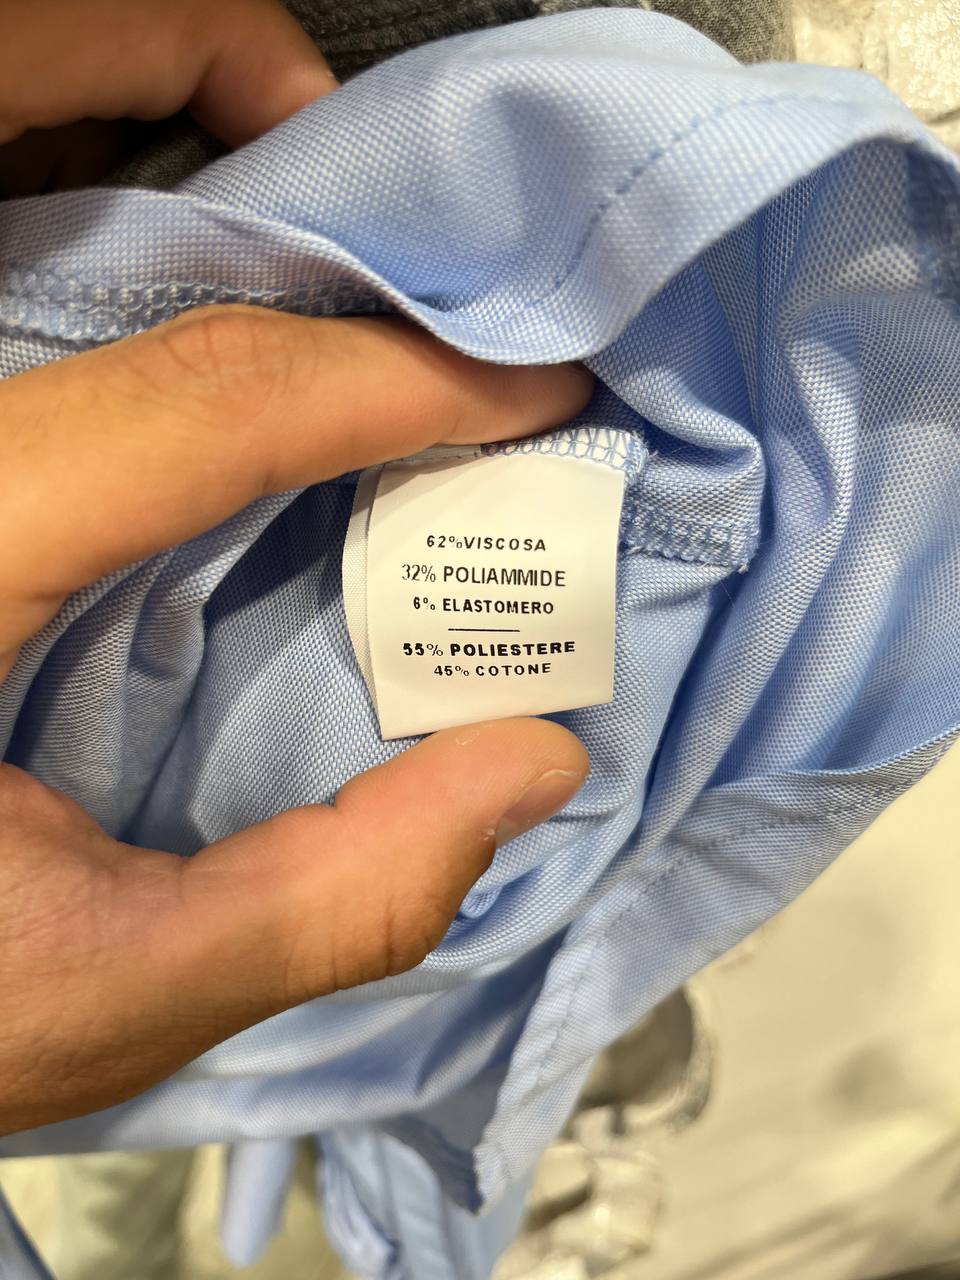 62% VISCOSA
32% POLIAMMIDE
6% ELASTOMERO
55% POLIESTERE
45% COTONE